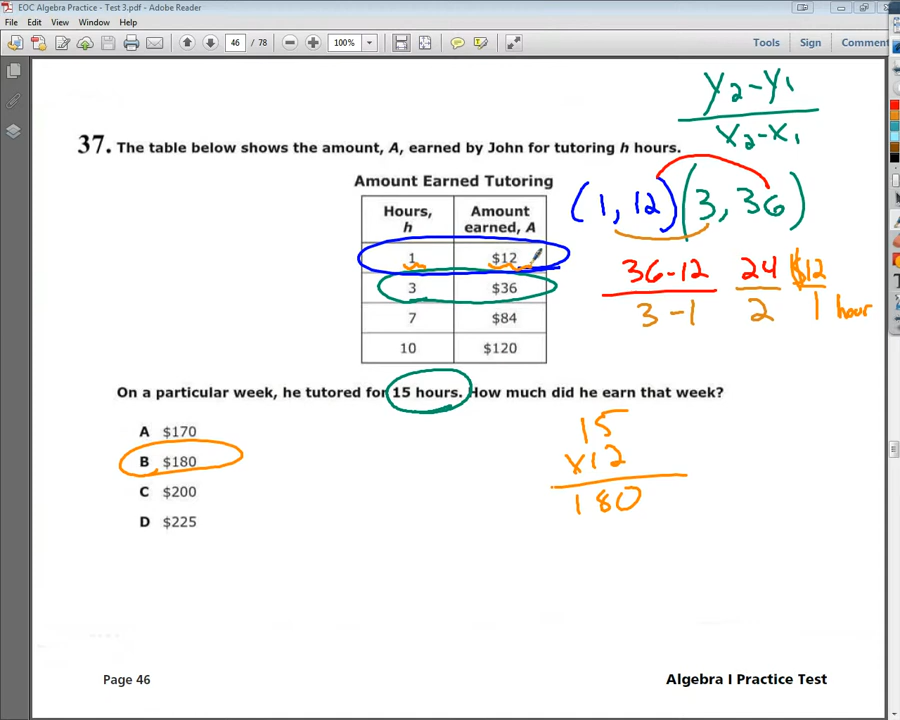 EOC Algebra Practice - Test 3.pdf - Adobe Reader
File Edit View Window Help
46 / 78 100% Tools Sign Comment
y2-y1
x2-x1
37. The table below shows the amount, A, earned by John for tutoring h hours.
Amount Earned Tutoring
(1, 12) (3, 36)
Hours, h Amount earned, A
1 $12
3 $36
7 $84
10 $120
36-12 24 $12
3-1 2 1 hour
On a particular week, he tutored for 15 hours. How much did he earn that week?
A $170
B $180
C $200
D $225
15
x12
180
Page 46 Algebra I Practice Test